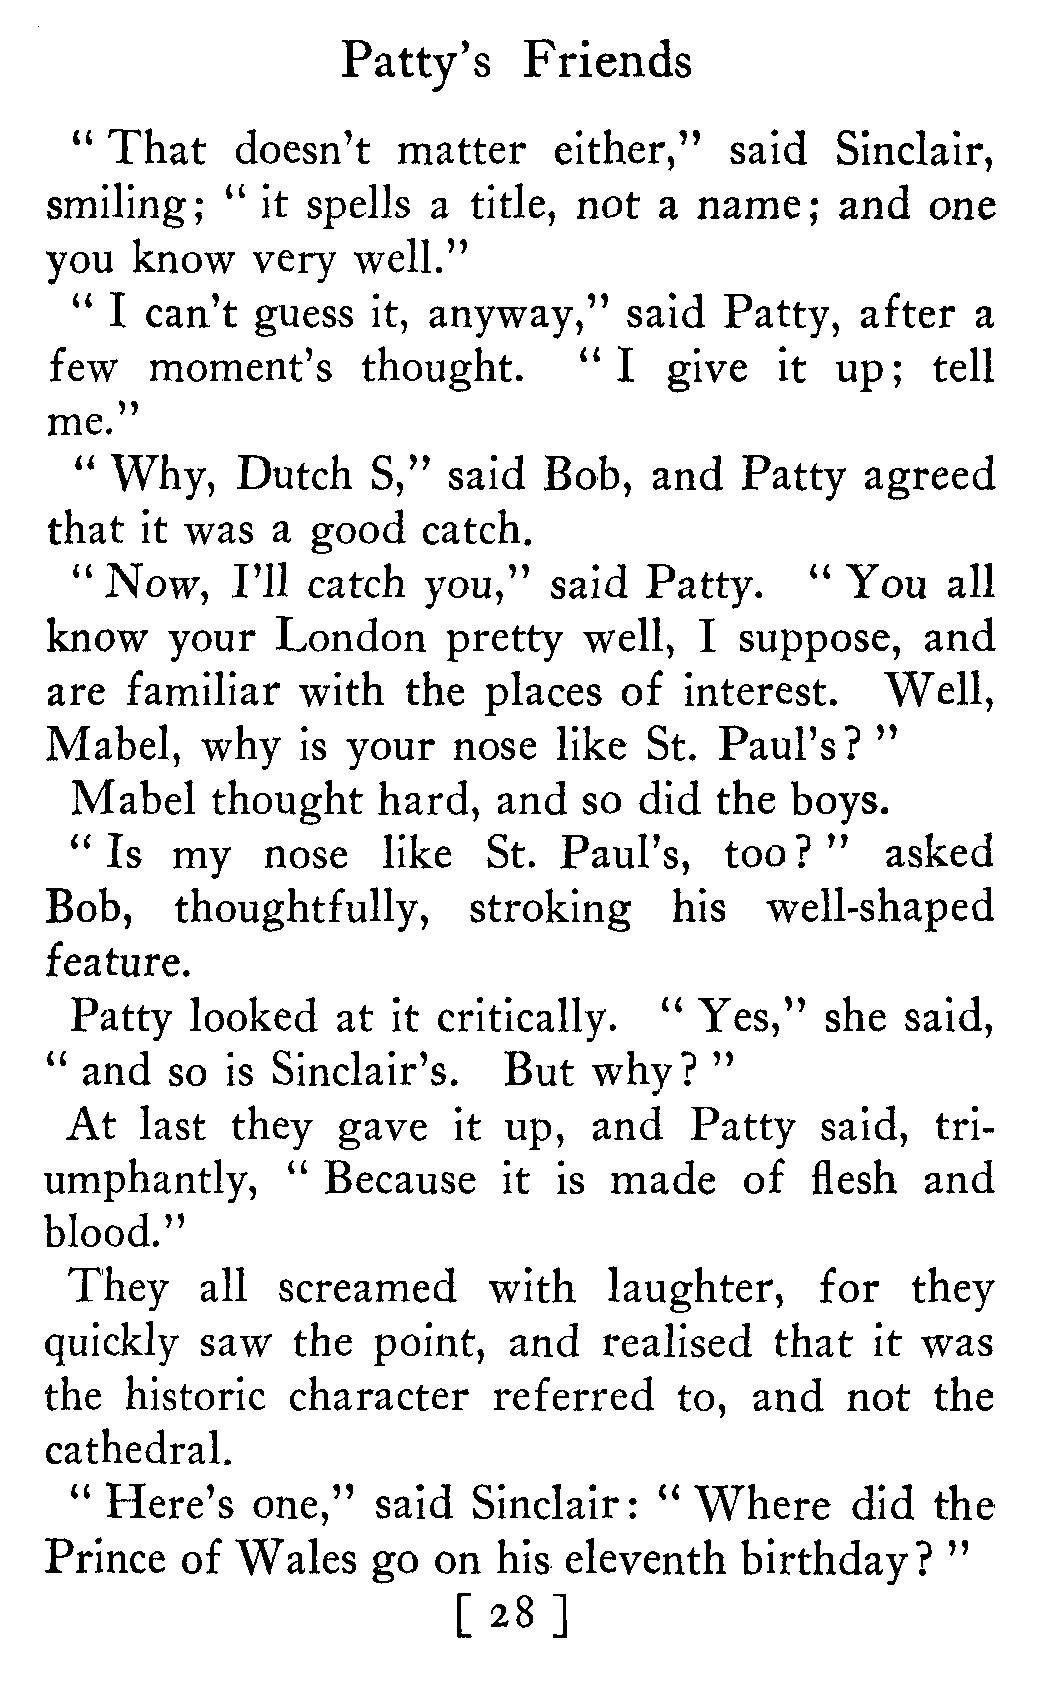 Patty's Friends
" That doesn't matter either," said Sinclair,
smiling; " it spells a title, not a name; and one
you know very well."
" I can't guess it, anyway," said Patty, after a
few moment's thought. " I give it up; tell
me."
" Why, Dutch S," said Bob, and Patty agreed
that it was a good catch.
" Now, I'll catch you," said Patty. " You all
know your London pretty well, I suppose, and
are familiar with the places of interest. Well,
Mabel, why is your nose like St. Paul's? "
Mabel thought hard, and so did the boys.
" Is my nose like St. Paul's, too? " asked
Bob, thoughtfully, stroking his well-shaped
feature.
Patty looked at it critically. " Yes," she said,
" and so is Sinclair's. But why? "
At last they gave it up, and Patty said, tri-
umphantly, " Because it is made of flesh and
blood."
They all screamed with laughter, for they
quickly saw the point, and realised that it was
the historic character referred to, and not the
cathedral.
" Here's one," said Sinclair: " Where did the
Prince of Wales go on his eleventh birthday? "
[ 28 ]